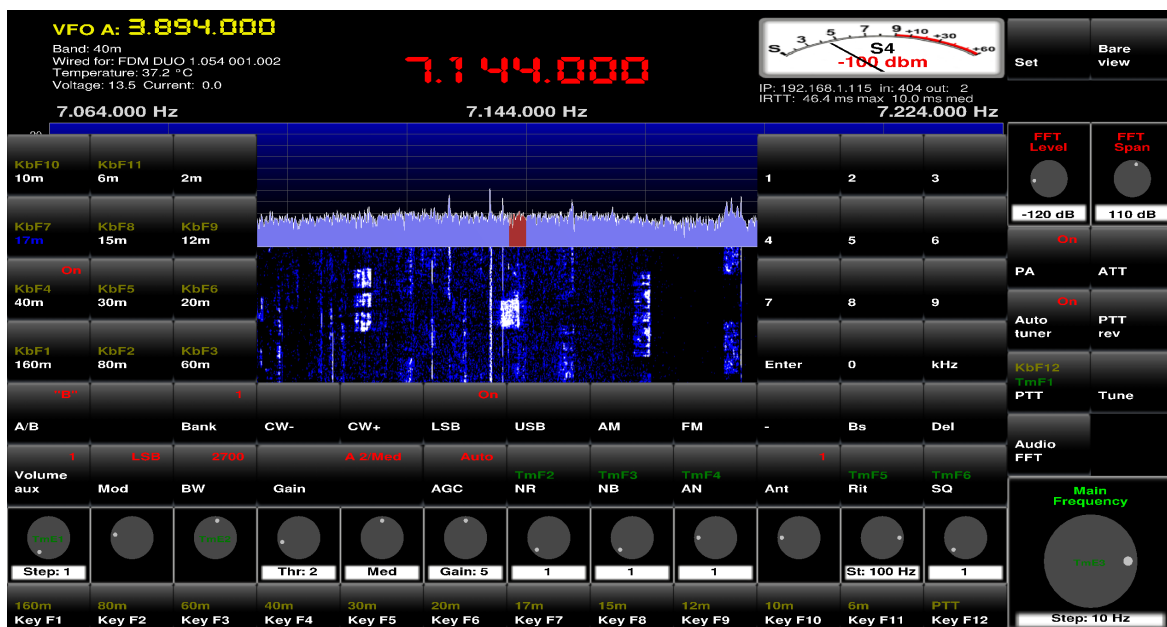 VFO A: 3.894.000
Band: 40m
Wired for: FDM DUO 1.054 001.002
Temperature: 37.2 °C
Voltage: 13.5 Current: 0.0
7.144.000
S 3 5 7 9 +10 +30 +60
S4
-100 dbm
IP: 192.168.1.115 in: 404 out: 2
IRTT: 46.4 ms max 10.0 ms med
Set
Bare
view
7.064.000 Hz 7.144.000 Hz 7.224.000 Hz
FFT
Level
-120 dB
FFT
Span
110 dB
KbF10 KbF11
10m 6m 2m
1 2 3
KbF7 KbF8 KbF9
17m 15m 12m
4 5 6
On
PA ATT
On
KbF4 KbF5 KbF6
40m 30m 20m
7 8 9
On
Auto
tuner
PTT
rev
KbF1 KbF2 KbF3
160m 80m 60m
Enter 0 kHz
KbF12
TmF1
PTT Tune
"B" 1 On
A/B Bank CW- CW+ LSB USB AM FM - Bs Del
Audio
FFT
1 LSB 2700 A 2/Med Auto TmF2 TmF3 TmF4 1 TmF5 TmF6
Volume
aux Mod BW Gain AGC NR NB AN Ant Rit SQ
Main
Frequency
Step: 1 Thr: 2 Med Gain: 5 1 1 1 St: 100 Hz 1
160m 80m 60m 40m 30m 20m 17m 15m 12m 10m 6m PTT
Key F1 Key F2 Key F3 Key F4 Key F5 Key F6 Key F7 Key F8 Key F9 Key F10 Key F11 Key F12
Step: 10 Hz